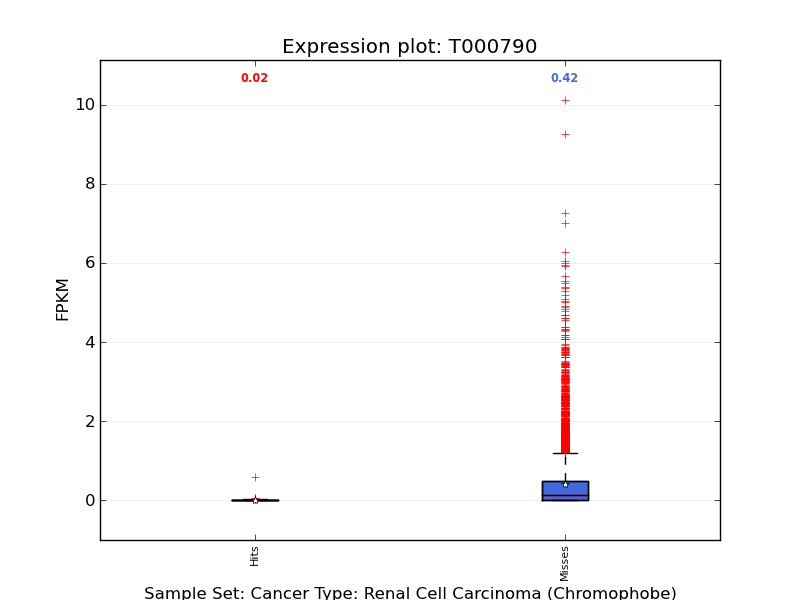 Expression plot: T000790
0.02 0.42
10
8
6
4
2
0
FPKM
Hits
Misses
Sample Set: Cancer Type: Renal Cell Carcinoma (Chromophobe)